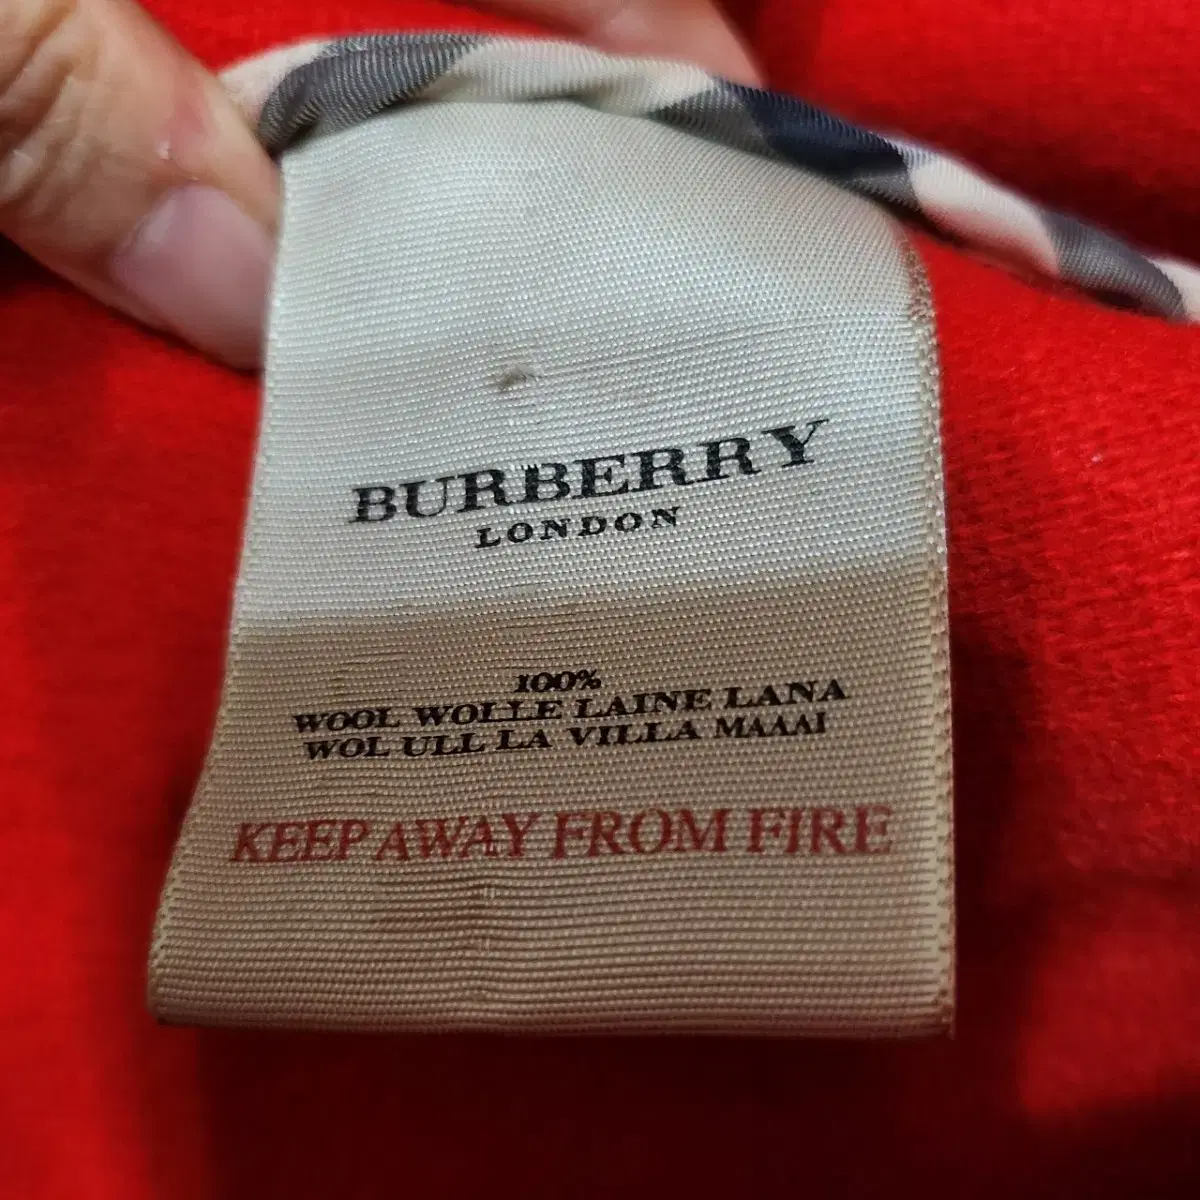 BURBERRY
LONDON
100%
WOOL WOLLE LAINE LANA
WOL ULL LA VILLA MAAAI
KEEP AWAY FROM FIRE